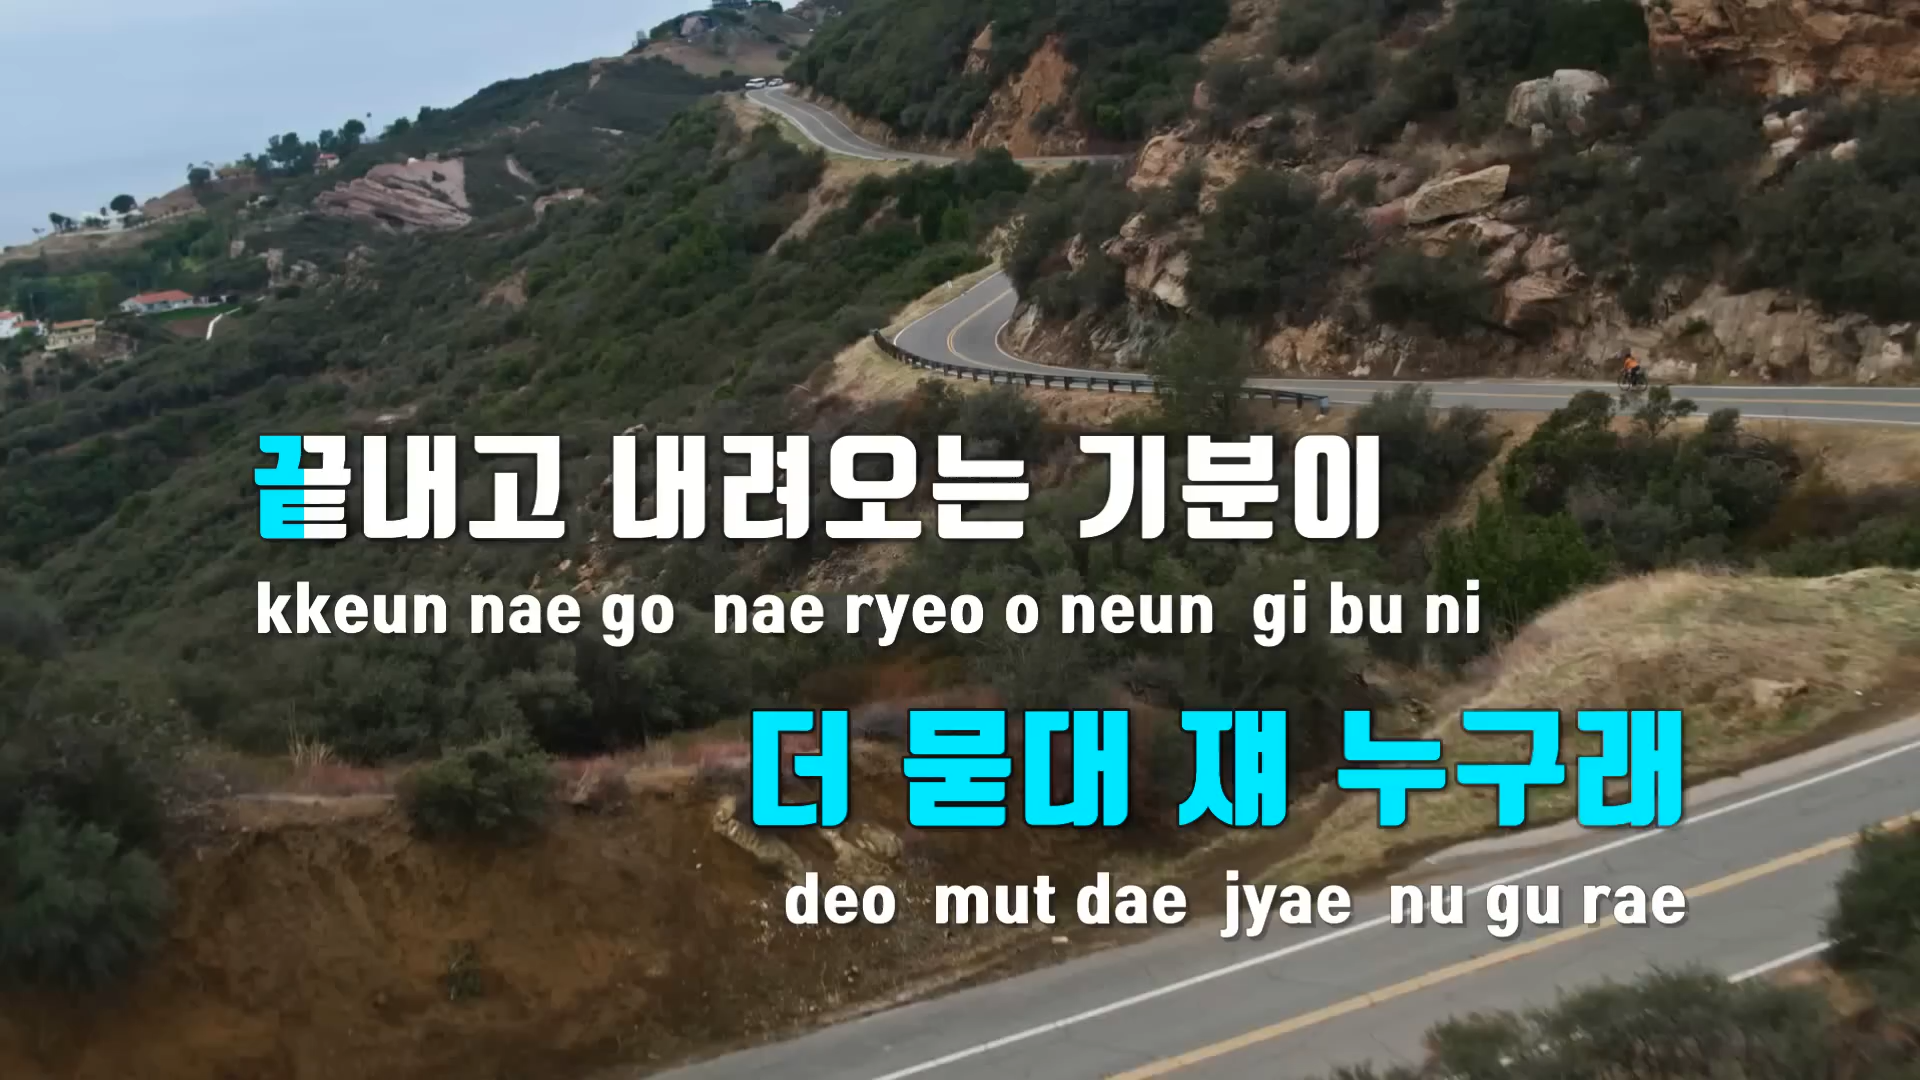 끝내고 내려오는 기분이
kkeun nae go nae ryeo o neun gi bu ni
더 묻대 쟤 누구래
deo mut dae jyae nu gu rae